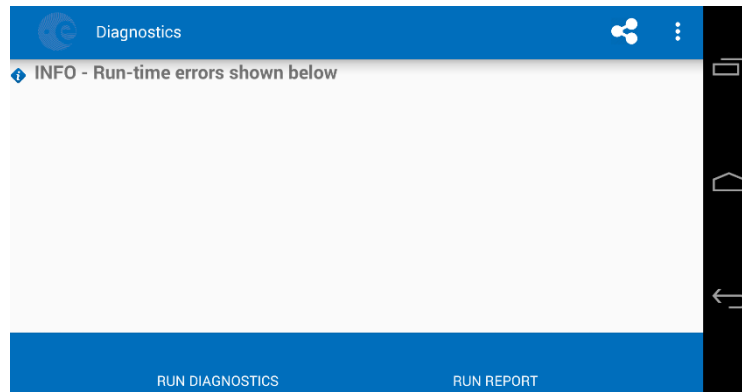 Diagnostics
INFO - Run-time errors shown below
RUN DIAGNOSTICS
RUN REPORT